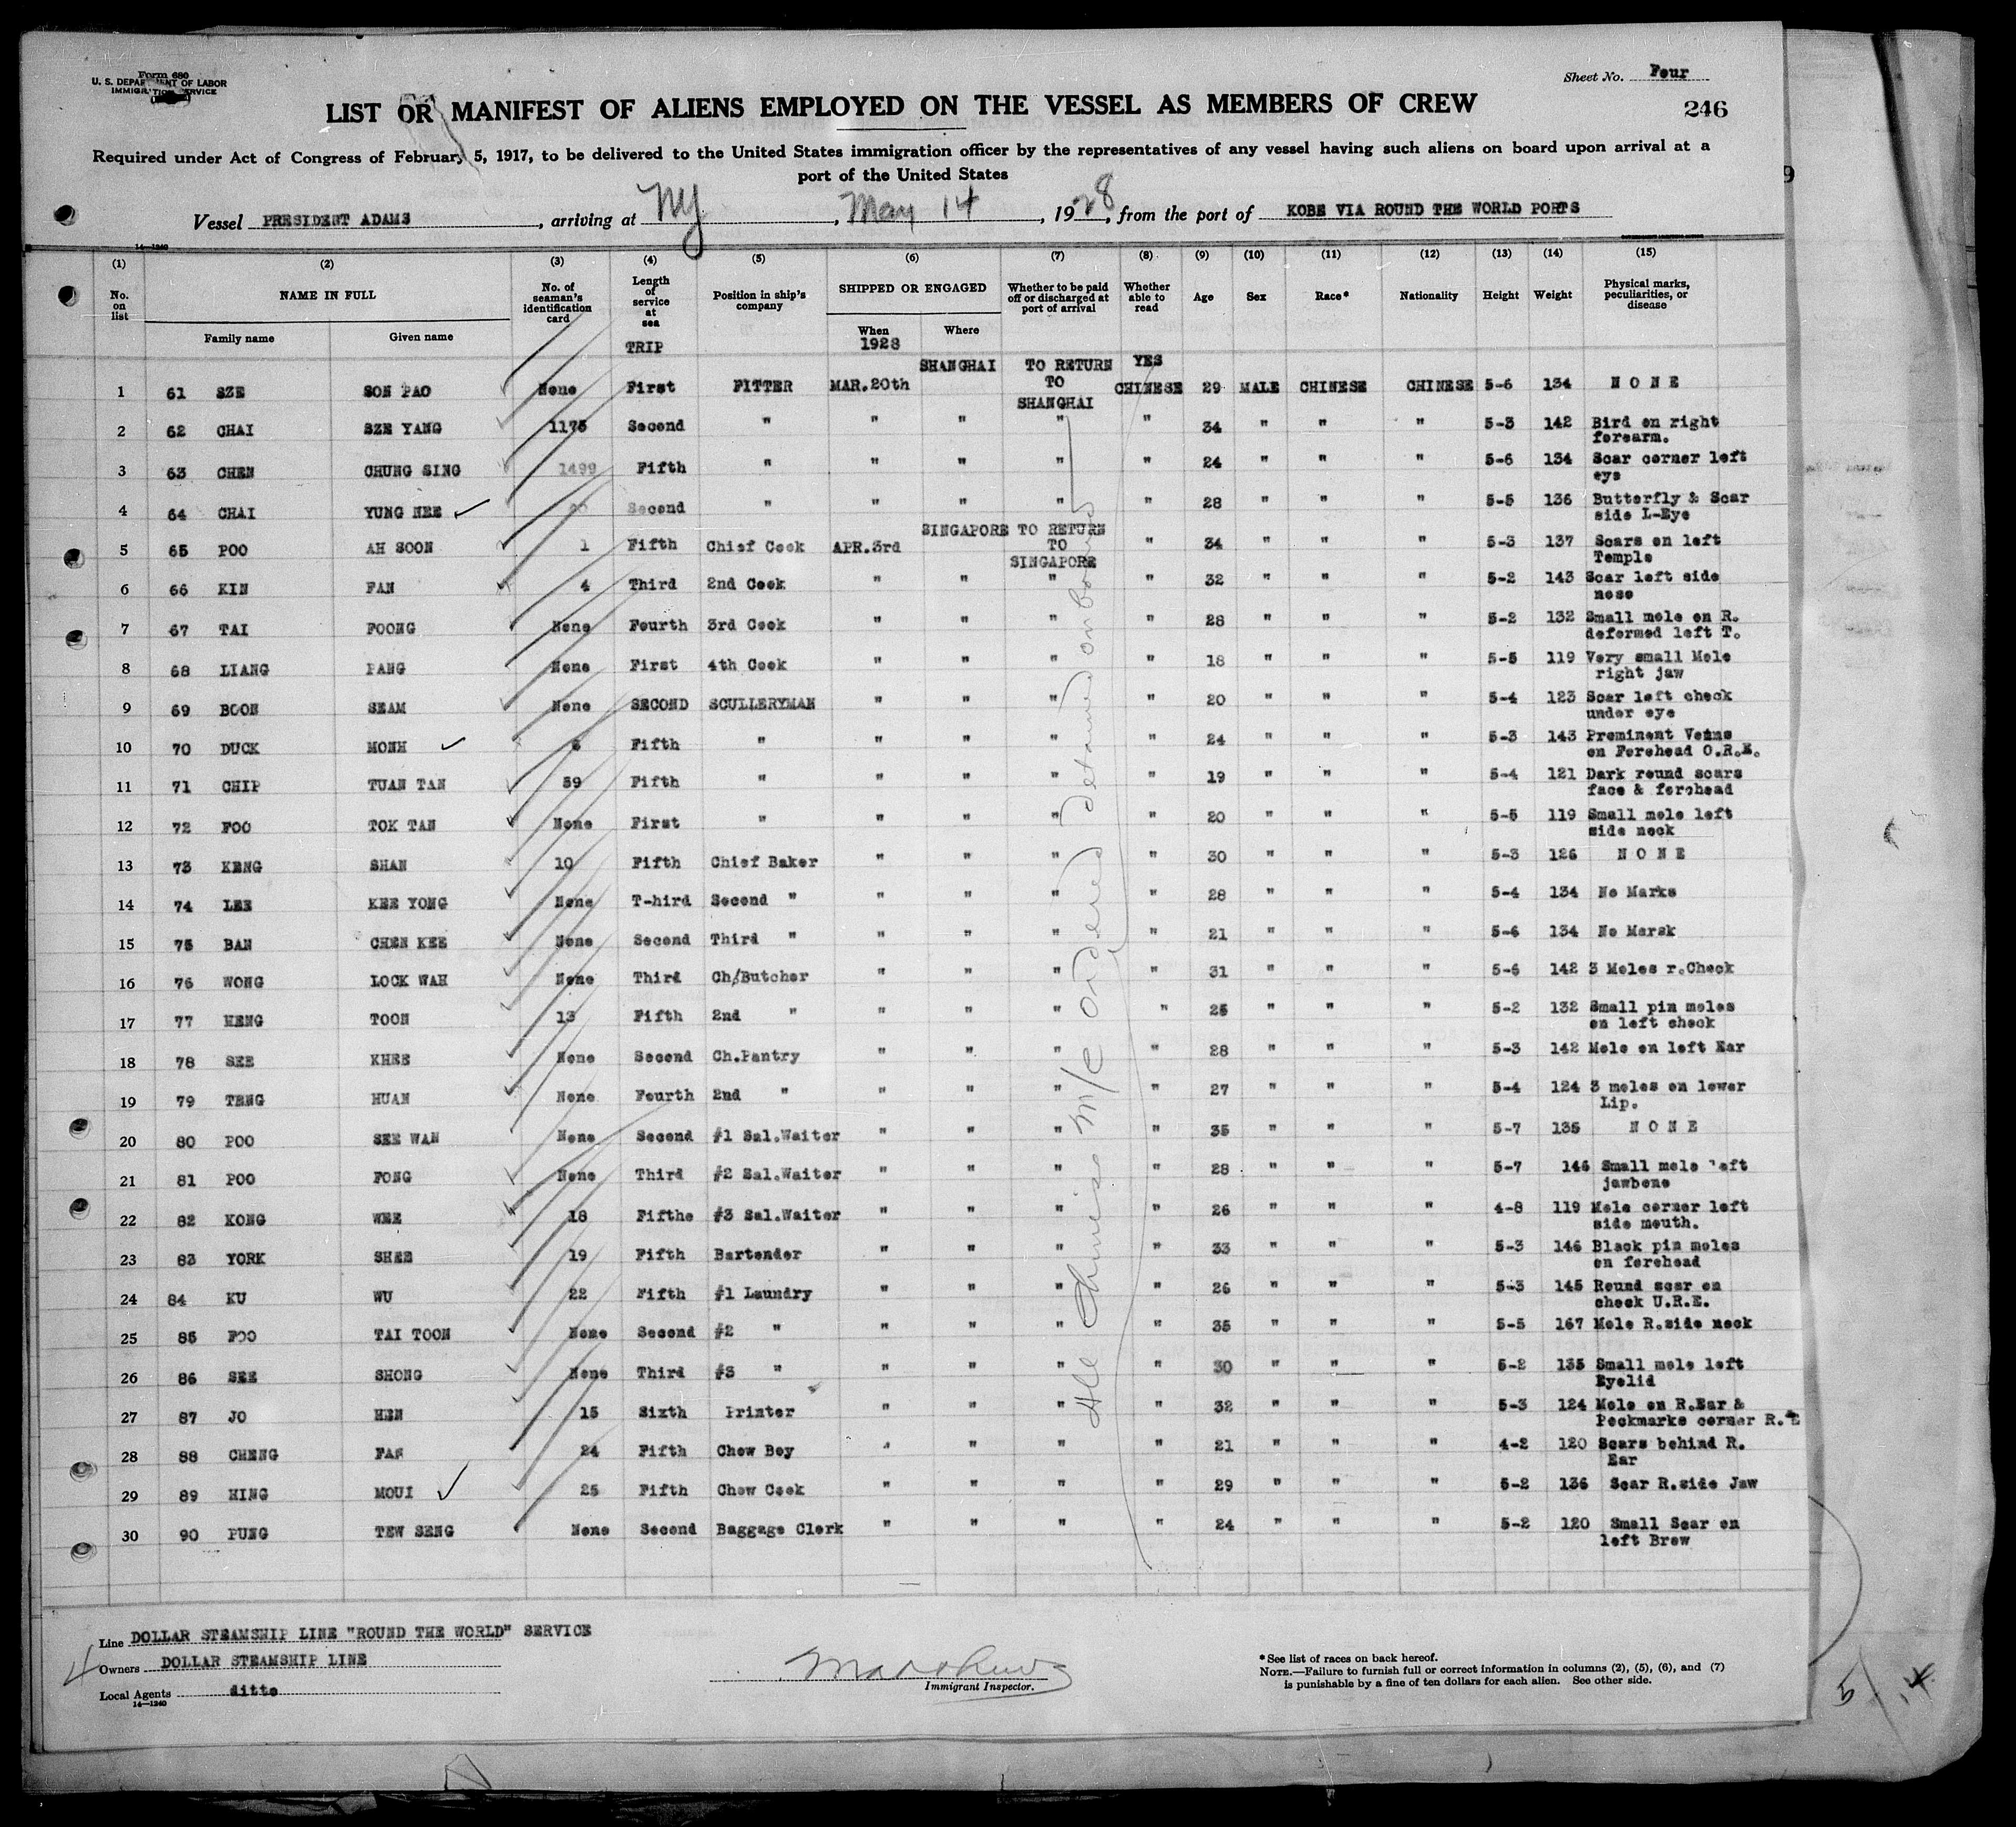 Form 680
U. S. DEPARTMENT OF LABOR
IMMIGRATION SERVICE
Sheet No. Four
LIST OR MANIFEST OF ALIENS EMPLOYED ON THE VESSEL AS MEMBERS OF CREW
246
Required under Act of Congress of February 5, 1917, to be delivered to the United States immigration officer by the representatives of any vessel having such aliens on board upon arrival at a
port of the United States
Vessel PRESIDENT ADAMS, arriving at NY, May 14, 1928, from the port of KOBE VIA ROUND THE WORLD PORTS
14—1240
(1) (2) (3) (4) (5) (6) (7) (8) (9) (10) (11) (12) (13) (14) (15)
No. on list NAME IN FULL Family name Given name No. of seaman's identification card Length of service at sea Position in ship's company SHIPPED OR ENGAGED When Where Whether to be paid off or discharged at port of arrival Whether able to read Age Sex Race* Nationality Height Weight Physical marks, peculiarities, or disease
TRIP 1928
1 61 SZE SON PAO None First FITTER MAR.20th SHANGHAI TO RETURN TO SHANGHAI YES CHINESE 29 MALE CHINESE CHINESE 5-6 134 N O N E
2 62 CHAI SZE YANG 1175 Second " " " " " 34 " " " 5-3 142 Bird on right forearm.
3 63 CHEN CHUNG SING 1499 Fifth " " " " " 24 " " " 5-6 134 Scar corner left eye
4 64 CHAI YUNG NEE Second " " " " " 28 " " " 5-5 136 Butterfly & Scar side L-Eye
5 65 POO AH SOON 1 Fifth Chief Cook APR.3rd SINGAPORE TO RETURN TO SINGAPORE " 34 " " " 5-3 137 Scars on left Temple
6 66 KIN FAN 4 Third 2nd Cook " " " " 32 " " " 5-2 143 Scar left side nose
7 67 TAI FOONG None Fourth 3rd Cook " " " " 28 " " " 5-2 132 Small mole on R. deformed left T.
8 68 LIANG PANG None First 4th Cook " " " " 18 " " " 5-5 119 Very small Mole right jaw
9 69 BOON SEAM None SECOND SCULLERYMAN " " " " 20 " " " 5-4 123 Scar left cheek under eye
10 70 DUCK MONH 6 Fifth " " " " " 24 " " " 5-3 143 Prominent Veins on Forehead O.R.E.
11 71 CHIP TUAN TAN 59 Fifth " " " " " 19 " " " 5-4 121 Dark round scars face & forehead
12 72 FOO TOK TAN None First " " " " " 20 " " " 5-5 119 Small mole left side neck
13 73 KENG SHAN 10 Fifth Chief Baker " " " " 30 " " " 5-3 126 N O N E
14 74 LEE KEE YONG None T-hird Second " " " " " 28 " " " 5-4 134 No Marks
15 75 BAN CHEN KEE None Second Third " " " " " 21 " " " 5-6 134 No Marsk
16 76 WONG LOCK WAH None Third Ch/Butcher " " " " 31 " " " 5-6 142 3 Moles r.Cheek
17 77 HENG TOON 13 Fifth 2nd " " " " " 25 " " " 5-2 132 Small pin moles on left cheek
18 78 SEE KHEE None Second Ch.Pantry " " " " 28 " " " 5-3 142 Mole on left Ear
19 79 TENG HUAN None Fourth 2nd " " " " " 27 " " " 5-4 124 3 moles on lower Lip.
20 80 POO SEE WAN None Second #1 Sal.Waiter " " " " 35 " " " 5-7 135 N O N E
21 81 POO FONG None Third #2 Sal.Waiter " " " " 28 " " " 5-7 146 Small mole left jawbone
22 82 KONG WEE 18 Fifthe #3 Sal.Waiter " " " " 26 " " " 4-8 119 Mole corner left side mouth.
23 83 YORK SHEE 19 Fifth Bartender " " " " 33 " " " 5-3 146 Black pin moles on forehead
24 84 KU WU 22 Fifth #1 Laundry " " " " 26 " " " 5-3 145 Round scar on cheek U.R.E.
25 85 FOO TAI TOON None Second #2 " " " " " 35 " " " 5-5 167 Mole R.side neck
26 86 SEE SHONG None Third #3 " " " " " 30 " " " 5-2 135 Small mole left Eyelid
27 87 JO HEN 15 Sixth Printer " " " " 32 " " " 5-3 124 Mole on R.Ear & Pockmarks corner R.E
28 88 CHENG FAN 24 Fifth Chow Boy " " " " 21 " " " 4-2 120 Scars behind R. Ear
29 89 HING MOUI 25 Fifth Chow Cook " " " " 29 " " " 5-2 136 Scar R.side Jaw
30 90 PUNG TEW SENG None Second Baggage Clerk " " " " 24 " " " 5-2 120 Small Scar on left Brow
All Chinese m/c ordered detained on board
Line DOLLAR STEAMSHIP LINE "ROUND THE WORLD" SERVICE
Owners DOLLAR STEAMSHIP LINE
Local Agents ditto
14—1240
Immigrant Inspector.
*See list of races on back hereof.
NOTE.—Failure to furnish full or correct information in columns (2), (5), (6), and (7)
is punishable by a fine of ten dollars for each alien. See other side.
4
5